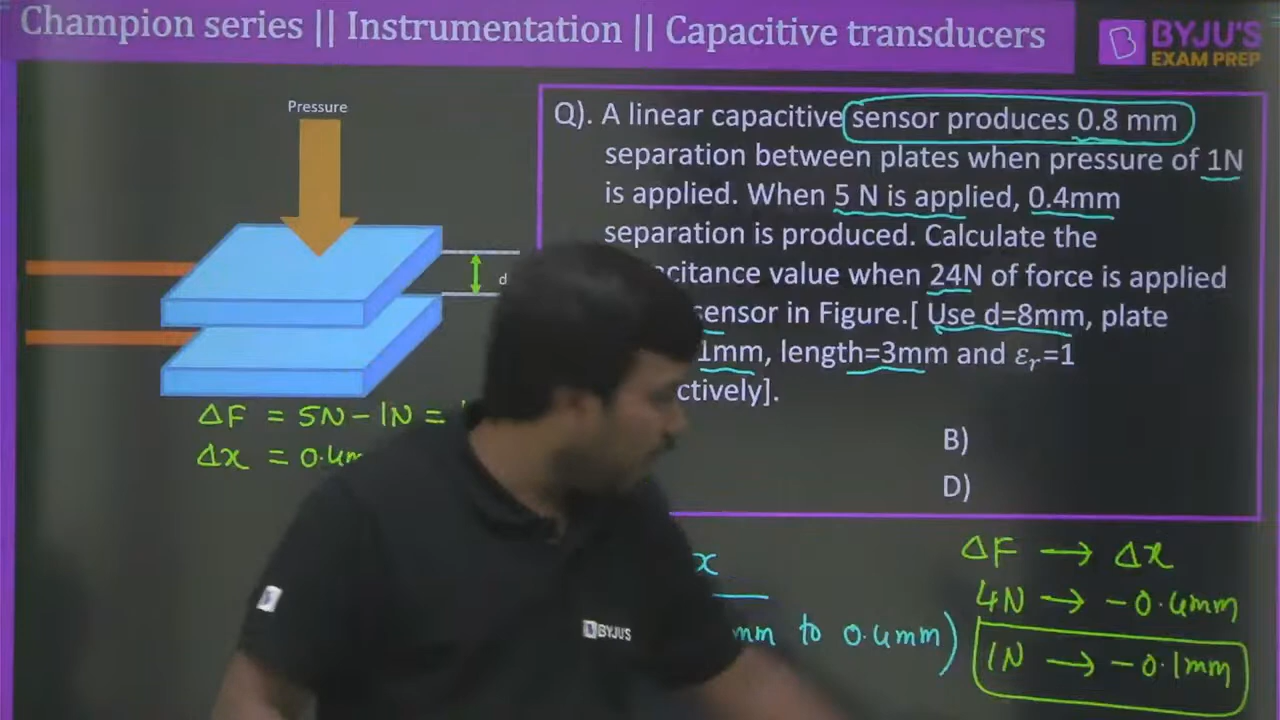 Champion series || Instrumentation || Capacitive transducers
BYJU'S
EXAM PREP
Pressure
d
Q). A linear capacitive sensor produces 0.8 mm
separation between plates when pressure of 1N
is applied. When 5 N is applied, 0.4mm
separation is produced. Calculate the
citance value when 24N of force is applied
sensor in Figure.[ Use d=8mm, plate
1mm, length=3mm and εr=1
ctively].
B)
D)
ΔF = 5N - 1N =
Δx = 0.4m
x
mm to 0.4mm)
ΔF → Δx
4N → -0.4mm
1N → -0.1mm
BYJUS